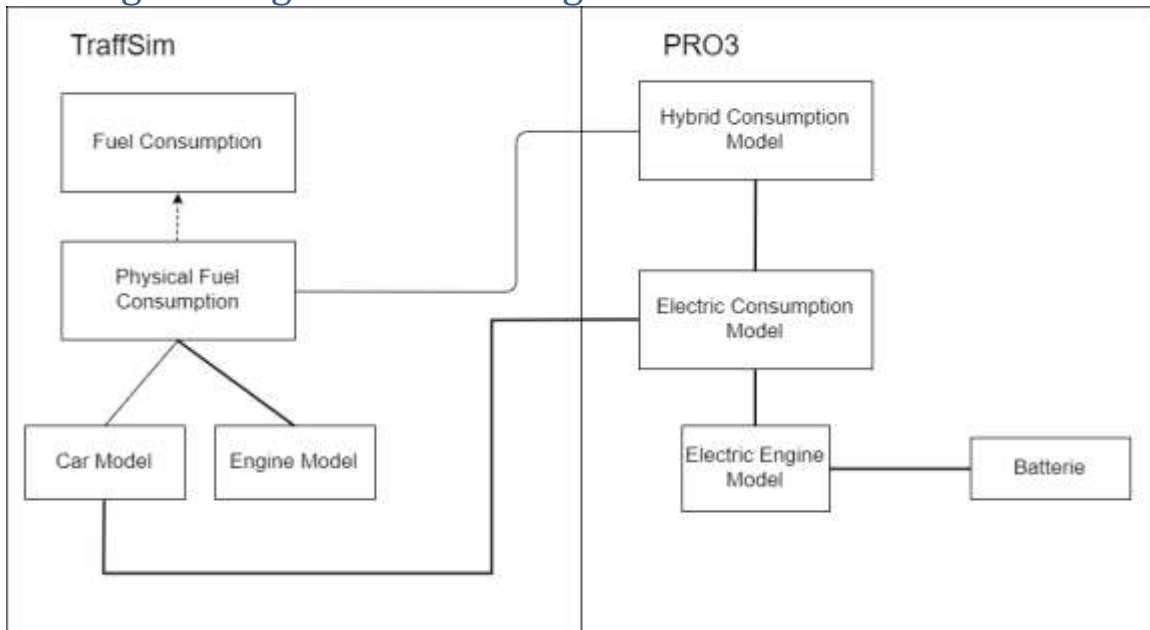 TraffSim
PRO3
Fuel Consumption
Hybrid Consumption
Model
Physical Fuel
Consumption
Electric Consumption
Model
Car Model
Engine Model
Electric Engine
Model
Batterie